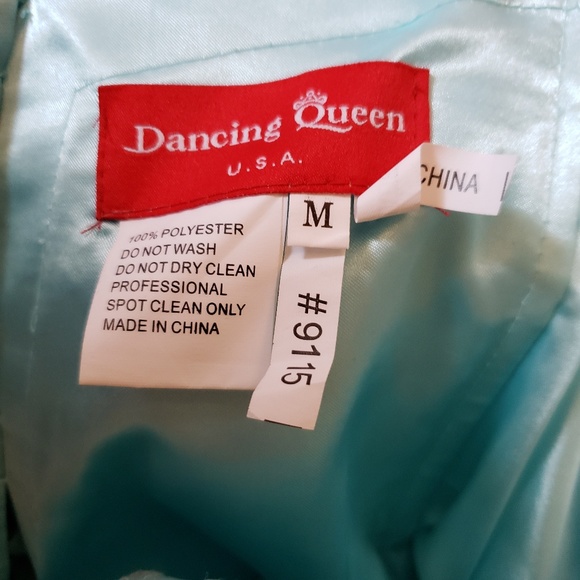 Dancing Queen
U.S.A.
CHINA
M
100% POLYESTER
DO NOT WASH
DO NOT DRY CLEAN
PROFESSIONAL
SPOT CLEAN ONLY
MADE IN CHINA
#9115